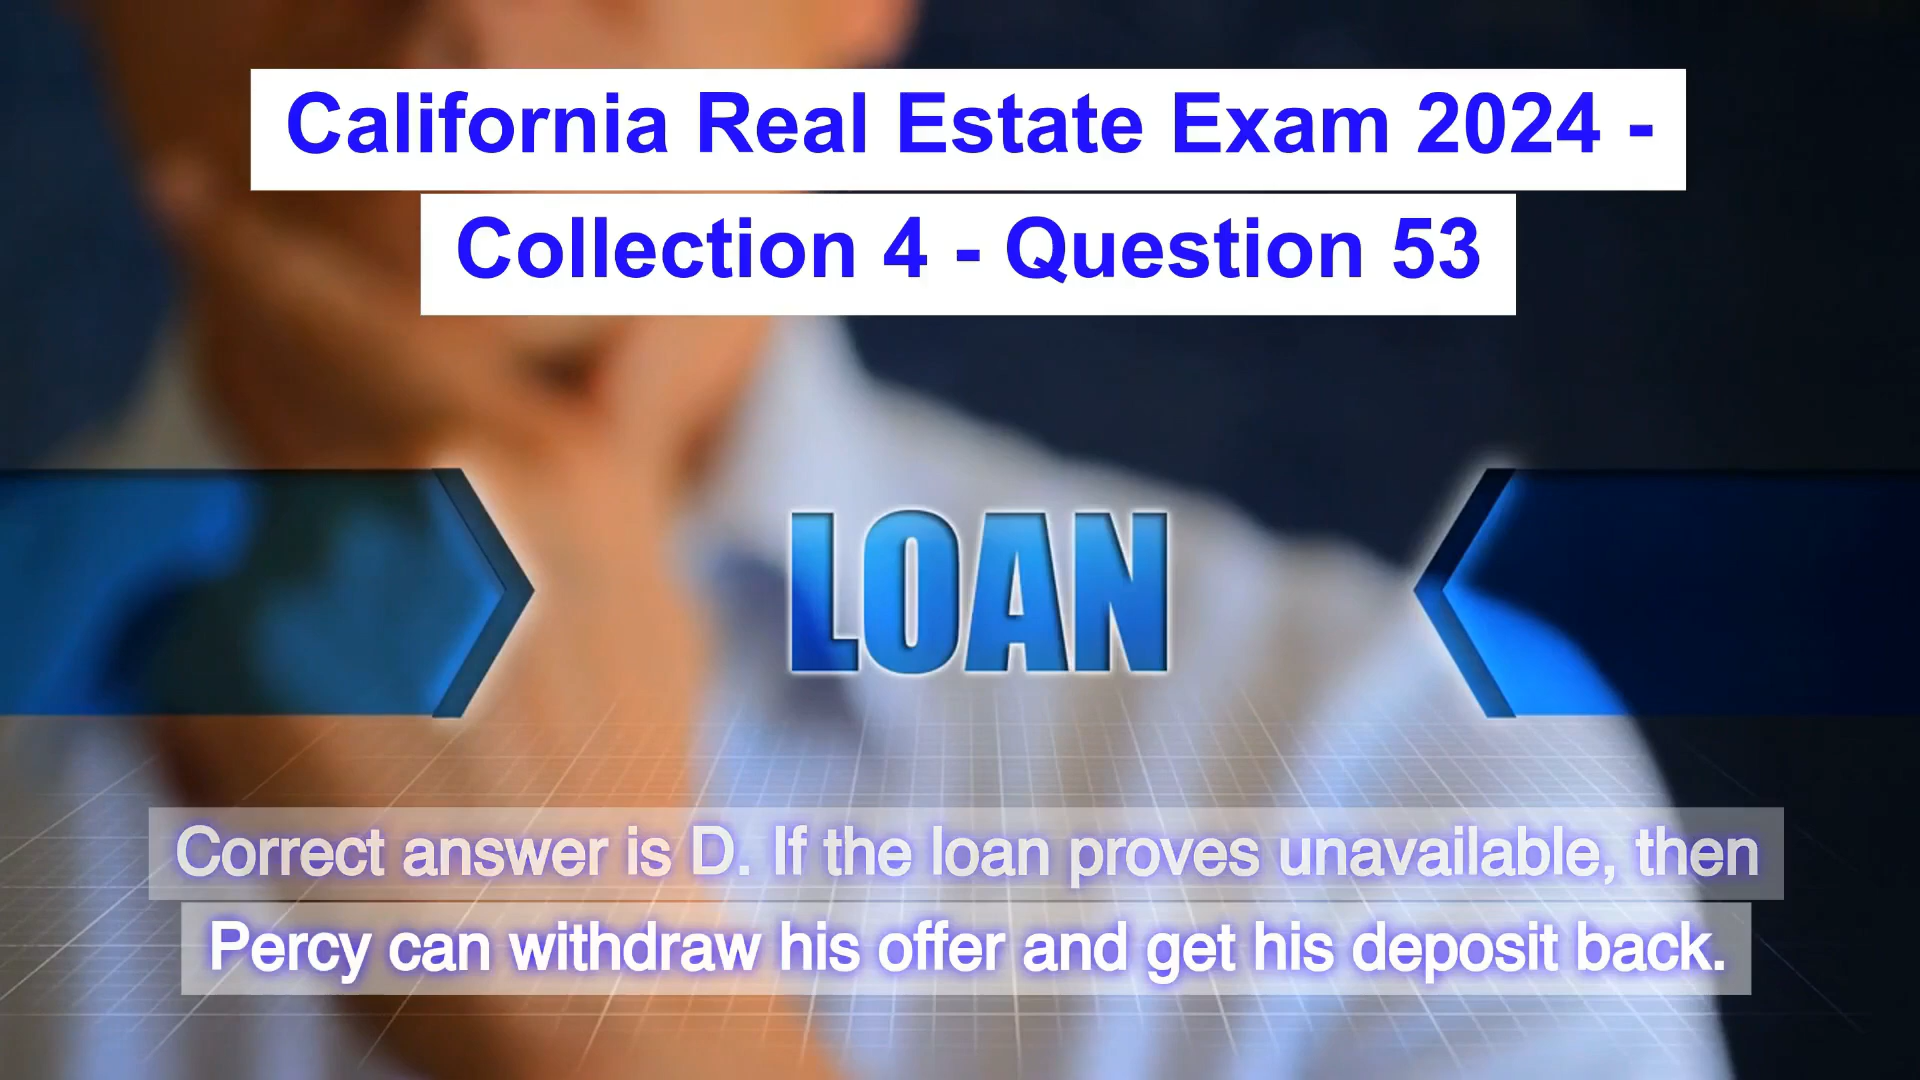 California Real Estate Exam 2024 -
Collection 4 - Question 53
LOAN
Correct answer is D. If the loan proves unavailable, then
Percy can withdraw his offer and get his deposit back.